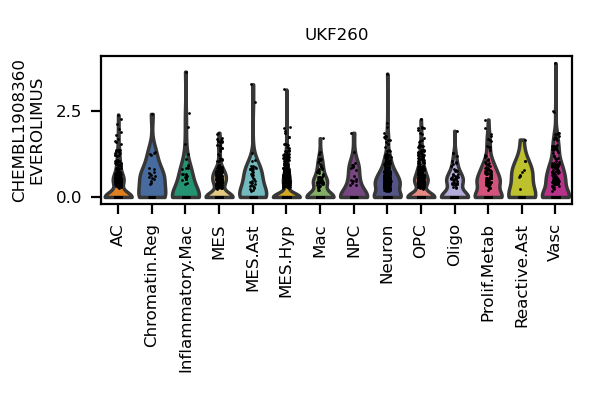 UKF260
CHEMBL1908360
EVEROLIMUS
2.5
0.0
AC
Chromatin.Reg
Inflammatory.Mac
MES
MES.Ast
MES.Hyp
Mac
NPC
Neuron
OPC
Oligo
Prolif.Metab
Reactive.Ast
Vasc